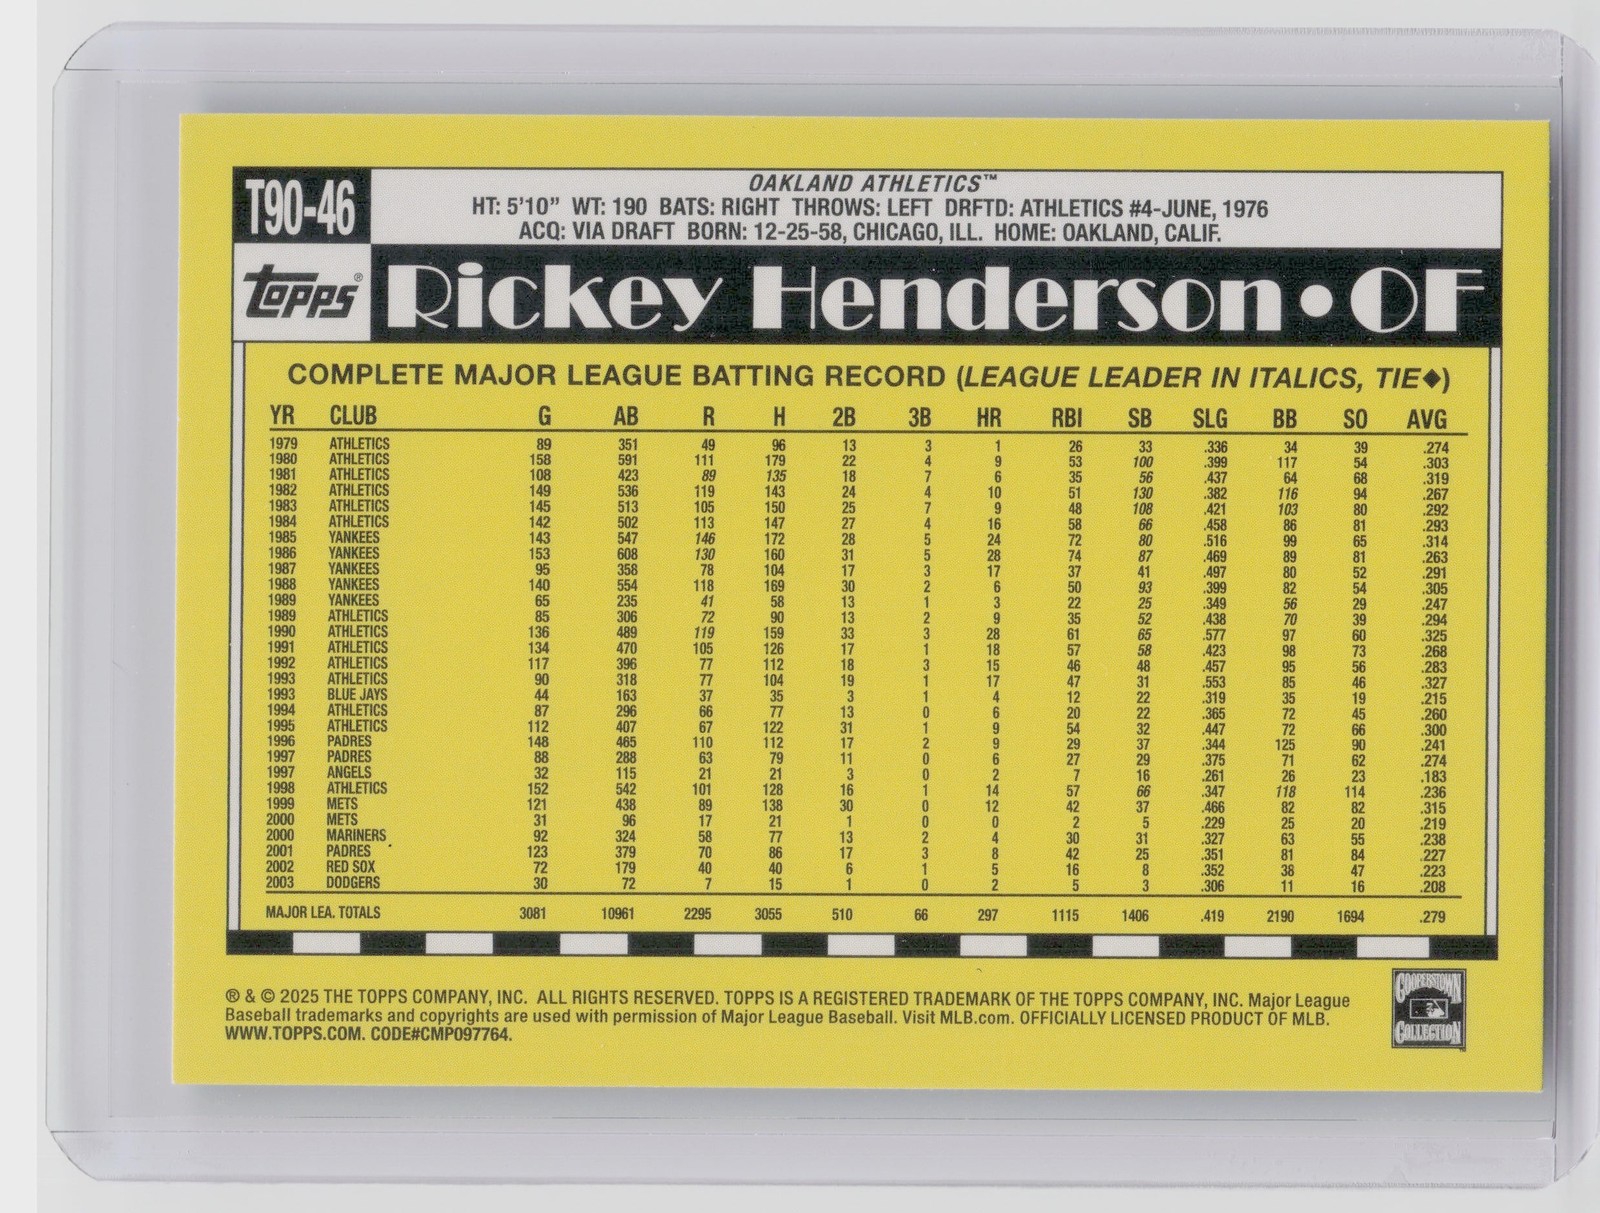 T90-46
OAKLAND ATHLETICS™
HT: 5'10" WT: 190 BATS: RIGHT THROWS: LEFT DRFTD: ATHLETICS #4-JUNE, 1976
ACQ: VIA DRAFT BORN: 12-25-58, CHICAGO, ILL. HOME: OAKLAND, CALIF.
Topps® Rickey Henderson • OF
COMPLETE MAJOR LEAGUE BATTING RECORD (LEAGUE LEADER IN ITALICS, TIE◆)
YR CLUB G AB R H 2B 3B HR RBI SB SLG BB SO AVG
1979 ATHLETICS 89 351 49 96 13 3 1 26 33 .336 34 39 .274
1980 ATHLETICS 158 591 111 179 22 4 9 53 100 .399 117 54 .303
1981 ATHLETICS 108 423 89 135 18 7 6 35 56 .437 64 68 .319
1982 ATHLETICS 149 536 119 143 24 4 10 51 130 .382 116 94 .267
1983 ATHLETICS 145 513 105 150 25 7 9 48 108 .421 103 80 .292
1984 ATHLETICS 142 502 113 147 27 4 16 58 66 .458 86 81 .293
1985 YANKEES 143 547 146 172 28 5 24 72 80 .516 99 65 .314
1986 YANKEES 153 608 130 160 31 5 28 74 87 .469 89 81 .263
1987 YANKEES 95 358 78 104 17 3 17 37 41 .497 80 52 .291
1988 YANKEES 140 554 118 169 30 2 6 50 93 .399 82 54 .305
1989 YANKEES 65 235 41 58 13 1 3 22 25 .349 56 29 .247
1989 ATHLETICS 85 306 72 90 13 2 9 35 52 .438 70 39 .294
1990 ATHLETICS 136 489 119 159 33 3 28 61 65 .577 97 60 .325
1991 ATHLETICS 134 470 105 126 17 1 18 57 58 .423 98 73 .268
1992 ATHLETICS 117 396 77 112 18 3 15 46 48 .457 95 56 .283
1993 ATHLETICS 90 318 77 104 19 1 17 47 31 .553 85 46 .327
1993 BLUE JAYS 44 163 37 35 3 1 4 12 22 .319 35 19 .215
1994 ATHLETICS 87 296 66 77 13 0 6 20 22 .365 72 45 .260
1995 ATHLETICS 112 407 67 122 31 1 9 54 32 .447 72 66 .300
1996 PADRES 148 465 110 112 17 2 9 29 37 .344 125 90 .241
1997 PADRES 88 288 63 79 11 0 6 27 29 .375 71 62 .274
1997 ANGELS 32 115 21 21 3 0 2 7 16 .261 26 23 .183
1998 ATHLETICS 152 542 101 128 16 1 14 57 66 .347 118 114 .236
1999 METS 121 438 89 138 30 0 12 42 37 .466 82 82 .315
2000 METS 31 96 17 21 1 0 0 2 5 .229 25 20 .219
2000 MARINERS 92 324 58 77 13 2 4 30 31 .327 63 55 .238
2001 PADRES 123 379 70 86 17 3 8 42 25 .351 81 84 .227
2002 RED SOX 72 179 40 40 6 1 5 16 8 .352 38 47 .223
2003 DODGERS 30 72 7 15 1 0 2 5 3 .306 11 16 .208
MAJOR LEA. TOTALS 3081 10961 2295 3055 510 66 297 1115 1406 .419 2190 1694 .279
® & © 2025 THE TOPPS COMPANY, INC. ALL RIGHTS RESERVED. TOPPS IS A REGISTERED TRADEMARK OF THE TOPPS COMPANY, INC. Major League
Baseball trademarks and copyrights are used with permission of Major League Baseball. Visit MLB.com. OFFICIALLY LICENSED PRODUCT OF MLB.
WWW.TOPPS.COM. CODE#CMP097764.
COOPERSTOWN
COLLECTION